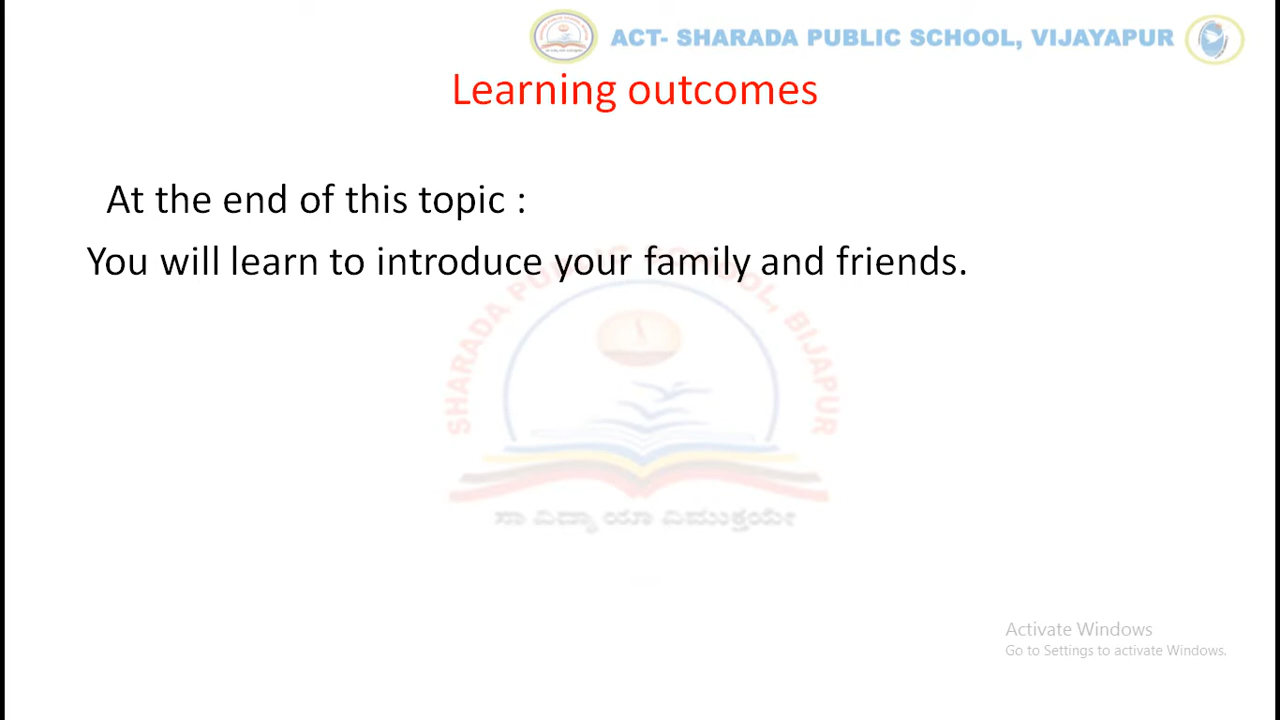 ACT- SHARADA PUBLIC SCHOOL, VIJAYAPUR
Learning outcomes
At the end of this topic :
You will learn to introduce your family and friends.
SHARADA PUBLIC SCHOOL, BIJAPUR
ಸಾ ವಿದ್ಯಾ ಯಾ ವಿಮುಕ್ತಯೇ
Activate Windows
Go to Settings to activate Windows.